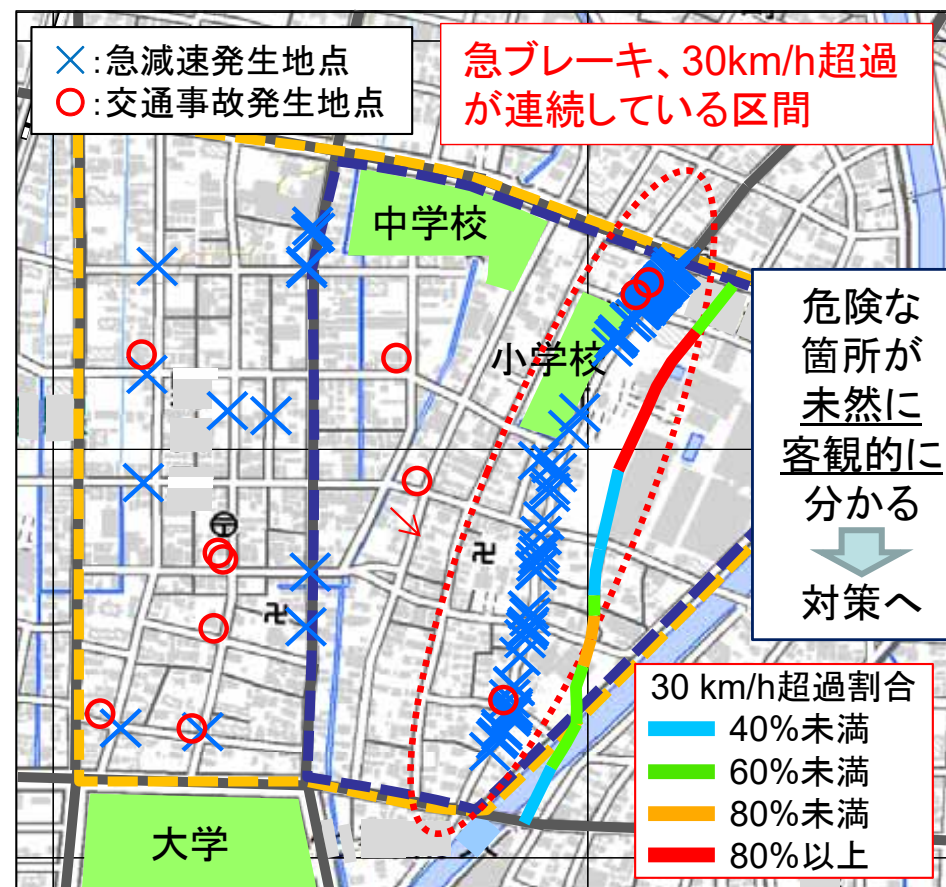 ×:急減速発生地点
○:交通事故発生地点
急ブレーキ、30km/h超過
が連続している区間
中学校
小学校
危険な
箇所が
未然に
客観的に
分かる
対策へ
30 km/h超過割合
40%未満
60%未満
80%未満
80%以上
大学